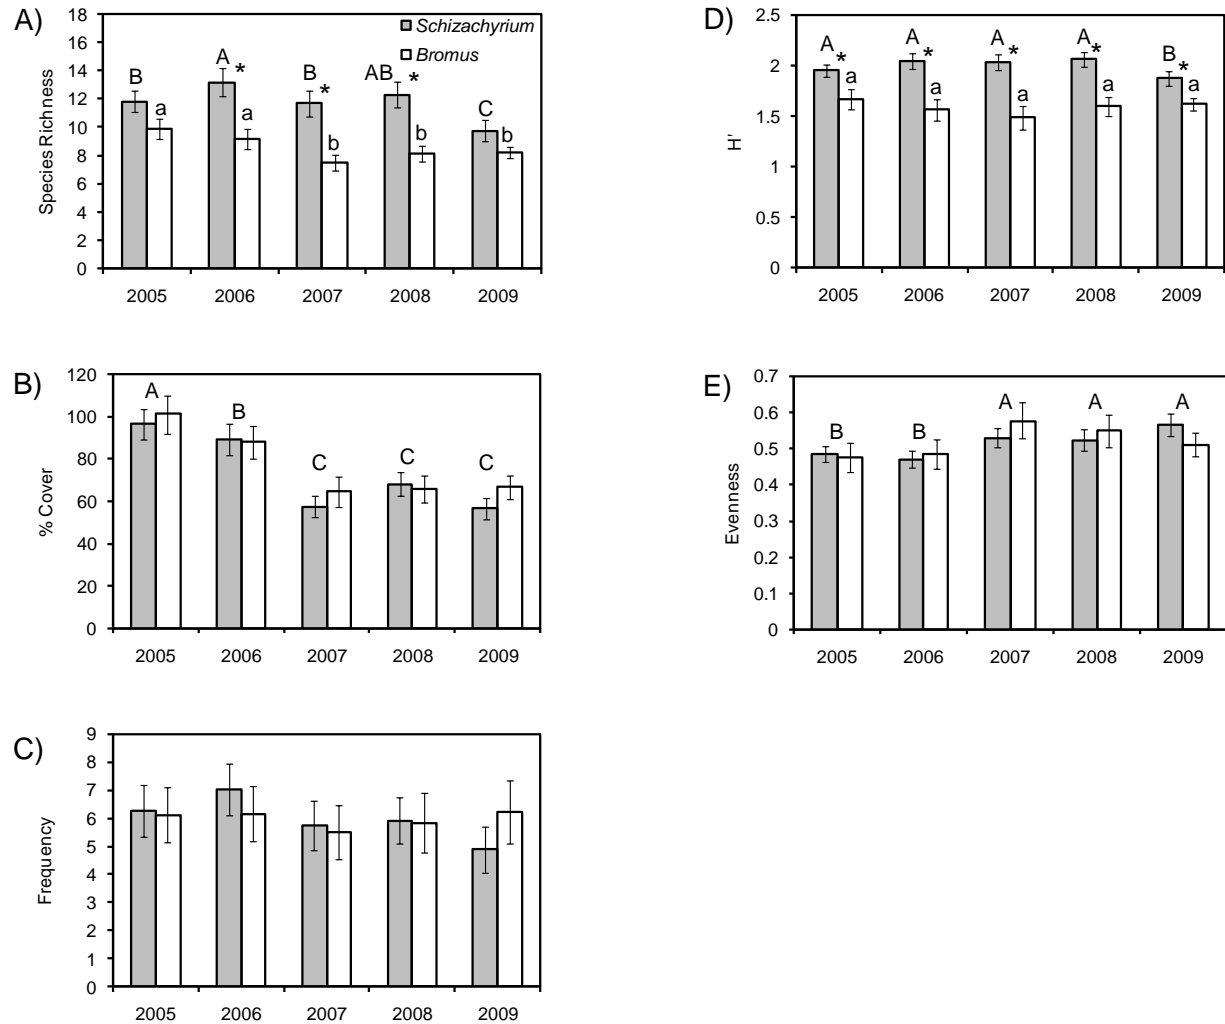 A)
Species Richness
18
16
14
12
10
8
6
4
2
0
Schizachyrium
Bromus
B a A * a B * b AB * b C b
2005 2006 2007 2008 2009
D)
H'
2.5
2
1.5
1
0.5
0
A * a A * a A * a A * a B * a
2005 2006 2007 2008 2009
B)
% Cover
120
100
80
60
40
20
0
A B C C C
2005 2006 2007 2008 2009
E)
Evenness
0.7
0.6
0.5
0.4
0.3
0.2
0.1
0
B B A A A
2005 2006 2007 2008 2009
C)
Frequency
9
8
7
6
5
4
3
2
1
0
2005 2006 2007 2008 2009